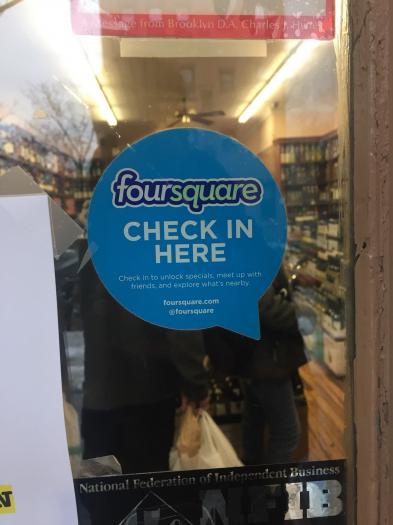 A message from Brooklyn D.A. Charles J. Hynes
foursquare
CHECK IN
HERE
Check in to unlock specials, meet up with
friends, and explore what's nearby.
foursquare.com
@foursquare
AT
National Federation of Independent Business
NFIB